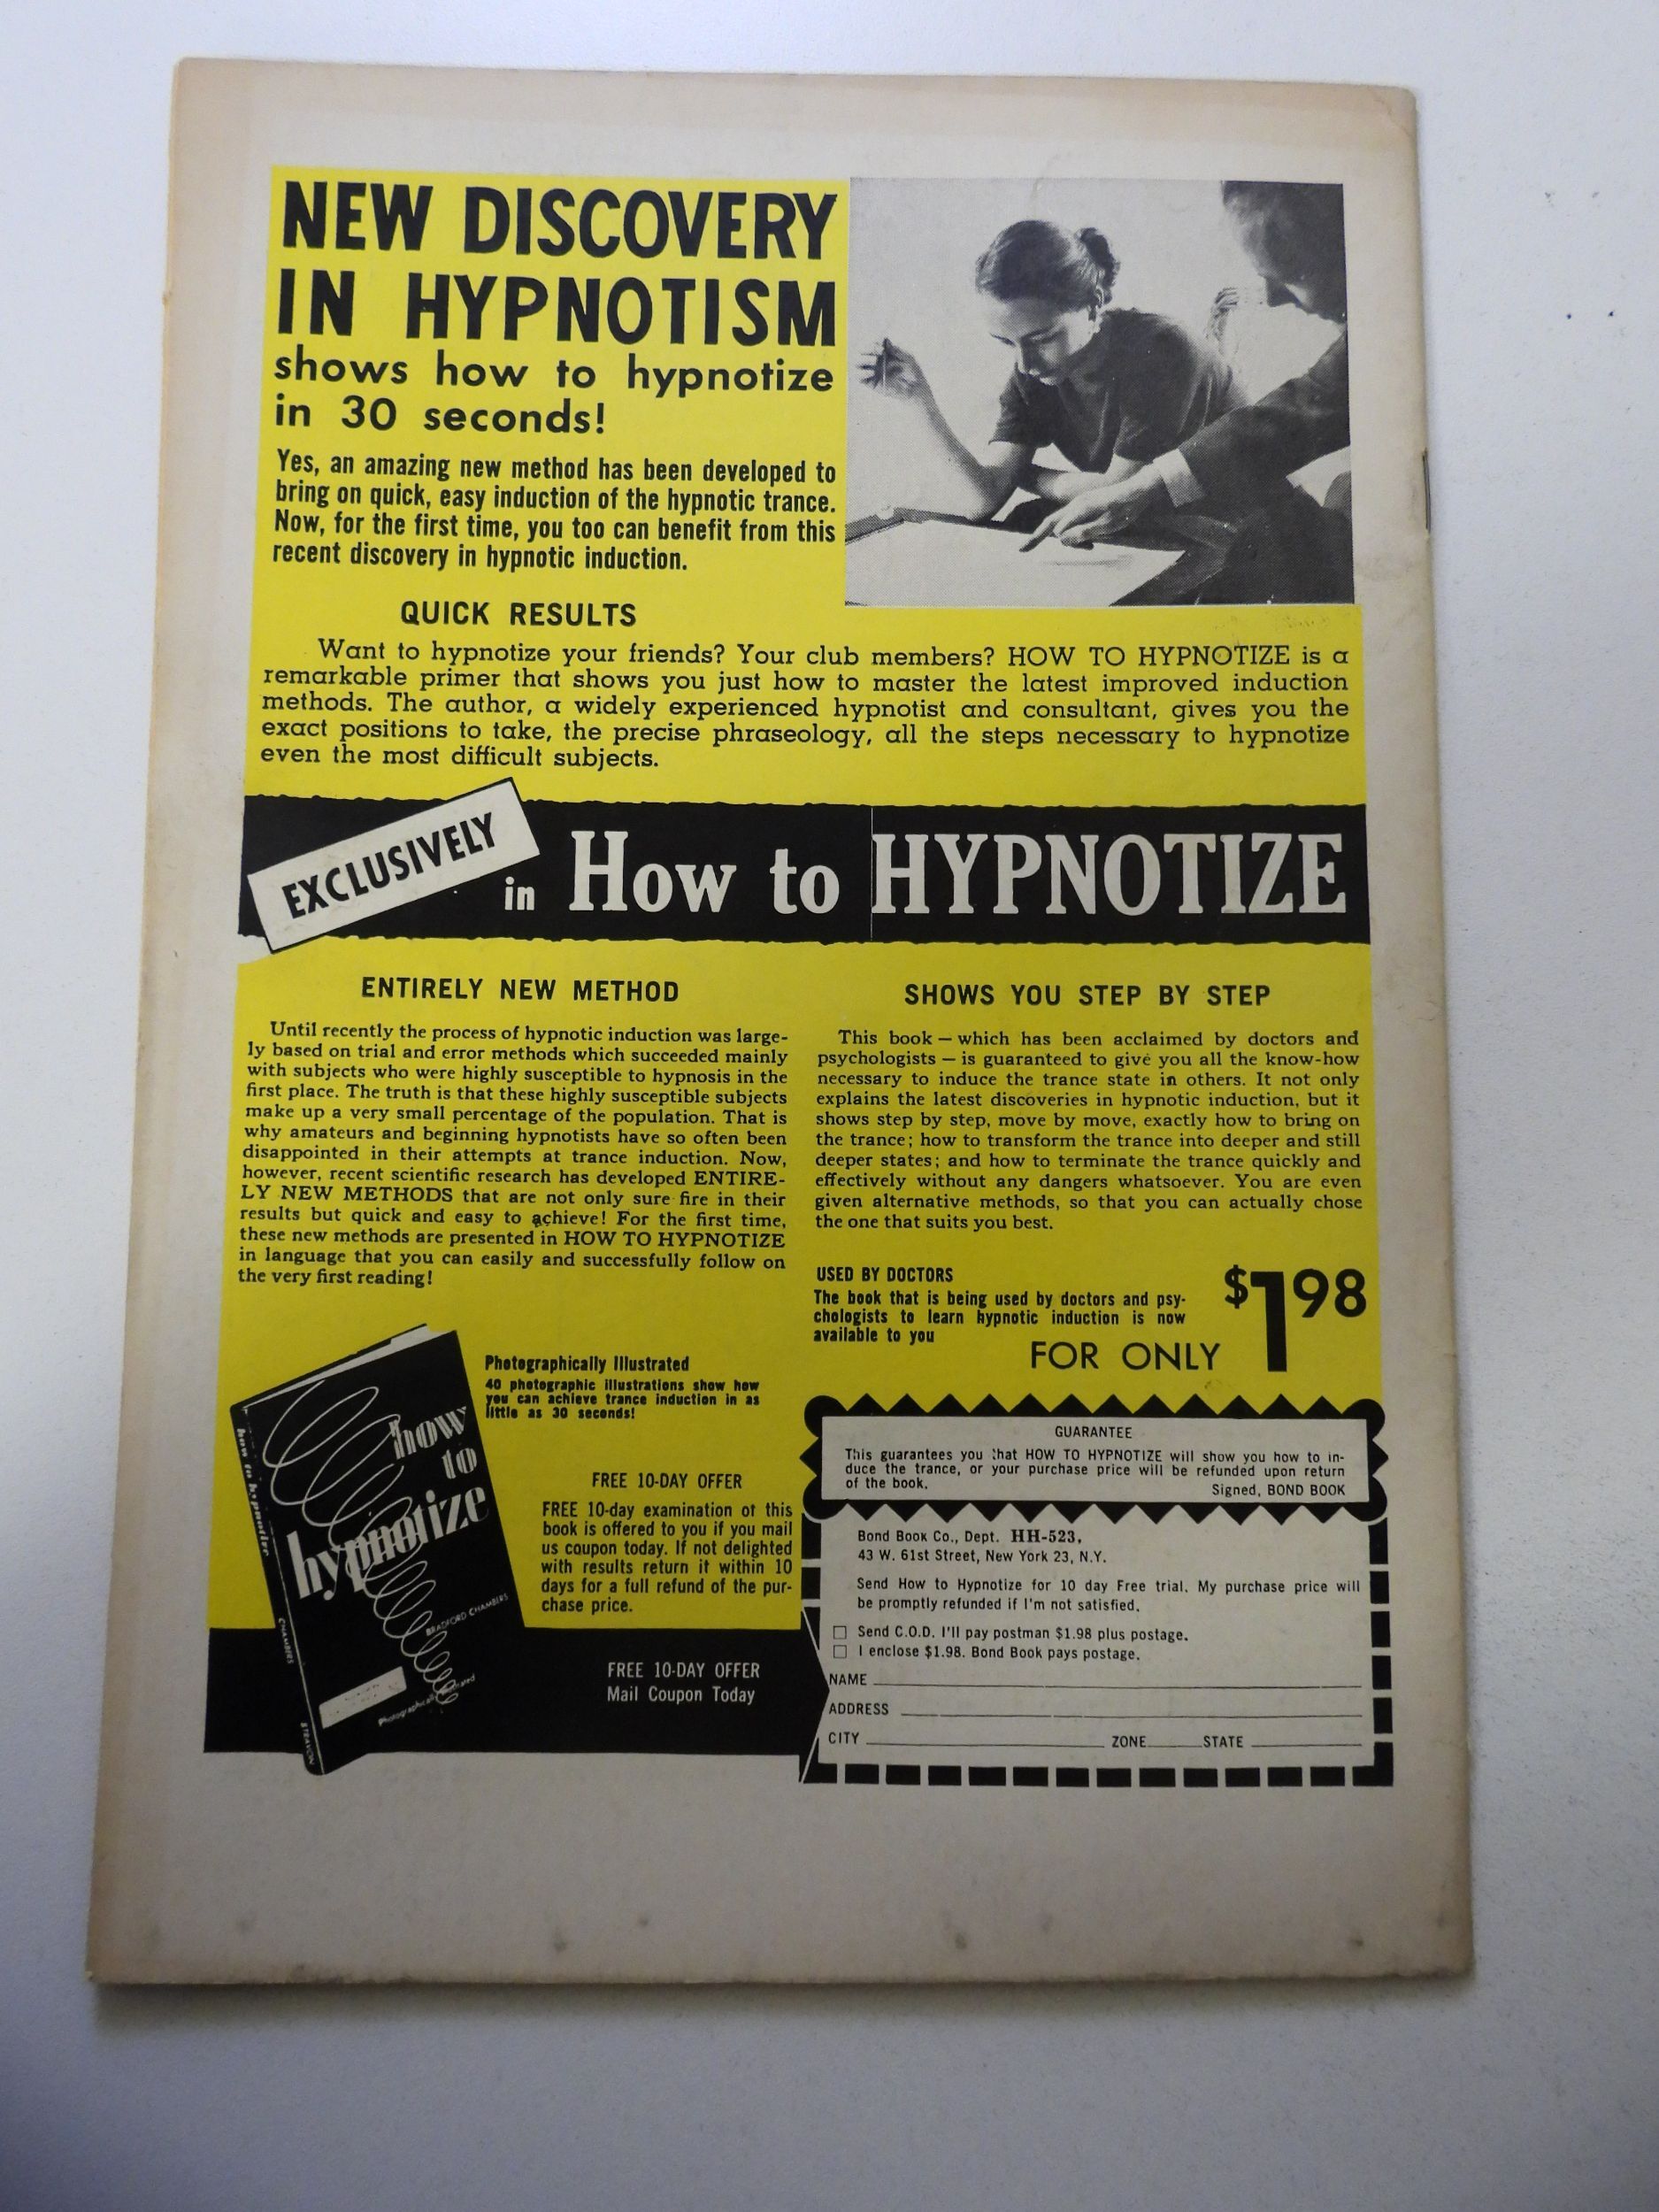 NEW DISCOVERY
IN HYPNOTISM
shows how to hypnotize
in 30 seconds!
Yes, an amazing new method has been developed to
bring on quick, easy induction of the hypnotic trance.
Now, for the first time, you too can benefit from this
recent discovery in hypnotic induction.
QUICK RESULTS
Want to hypnotize your friends? Your club members? HOW TO HYPNOTIZE is a
remarkable primer that shows you just how to master the latest improved induction
methods. The author, a widely experienced hypnotist and consultant, gives you the
exact positions to take, the precise phraseology, all the steps necessary to hypnotize
even the most difficult subjects.
EXCLUSIVELY
in How to HYPNOTIZE
ENTIRELY NEW METHOD
Until recently the process of hypnotic induction was large-
ly based on trial and error methods which succeeded mainly
with subjects who were highly susceptible to hypnosis in the
first place. The truth is that these highly susceptible subjects
make up a very small percentage of the population. That is
why amateurs and beginning hypnotists have so often been
disappointed in their attempts at trance induction. Now,
however, recent scientific research has developed ENTIRE-
LY NEW METHODS that are not only sure fire in their
results but quick and easy to achieve! For the first time,
these new methods are presented in HOW TO HYPNOTIZE
in language that you can easily and successfully follow on
the very first reading!
SHOWS YOU STEP BY STEP
This book — which has been acclaimed by doctors and
psychologists — is guaranteed to give you all the know-how
necessary to induce the trance state in others. It not only
explains the latest discoveries in hypnotic induction, but it
shows step by step, move by move, exactly how to bring on
the trance; how to transform the trance into deeper and still
deeper states; and how to terminate the trance quickly and
effectively without any dangers whatsoever. You are even
given alternative methods, so that you can actually chose
the one that suits you best.
USED BY DOCTORS
The book that is being used by doctors and psy-
chologists to learn hypnotic induction is now
available to you
FOR ONLY
$1 98
how to hypnotize
CHAMBERS
STRAVON
how
to
hypnotize
BRADFORD CHAMBERS
Photographically Illustrated
Photographically Illustrated
40 photographic illustrations show how
you can achieve trance induction in as
little as 30 seconds!
FREE 10-DAY OFFER
FREE 10-day examination of this
book is offered to you if you mail
us coupon today. If not delighted
with results return it within 10
days for a full refund of the pur-
chase price.
FREE 10-DAY OFFER
Mail Coupon Today
GUARANTEE
This guarantees you that HOW TO HYPNOTIZE will show you how to in-
duce the trance, or your purchase price will be refunded upon return
of the book.
Signed, BOND BOOK
Bond Book Co., Dept. HH-523,
43 W. 61st Street, New York 23, N.Y.
Send How to Hypnotize for 10 day Free trial. My purchase price will
be promptly refunded if I'm not satisfied.
☐ Send C.O.D. I'll pay postman $1.98 plus postage.
☐ I enclose $1.98. Bond Book pays postage.
NAME
ADDRESS
CITY ZONE STATE